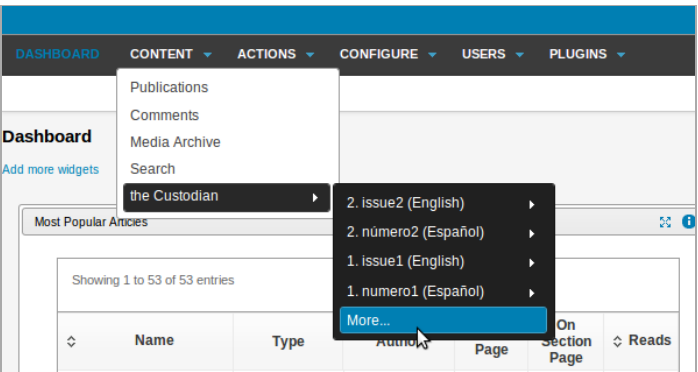 DASHBOARD CONTENT ACTIONS CONFIGURE USERS PLUGINS
Publications
Comments
Media Archive
Search
the Custodian
Dashboard
Add more widgets
2. issue2 (English)
2. número2 (Español)
1. issue1 (English)
1. numero1 (Español)
More...
Most Popular Articles
Showing 1 to 53 of 53 entries
Name Type Author Page On Section Page Reads